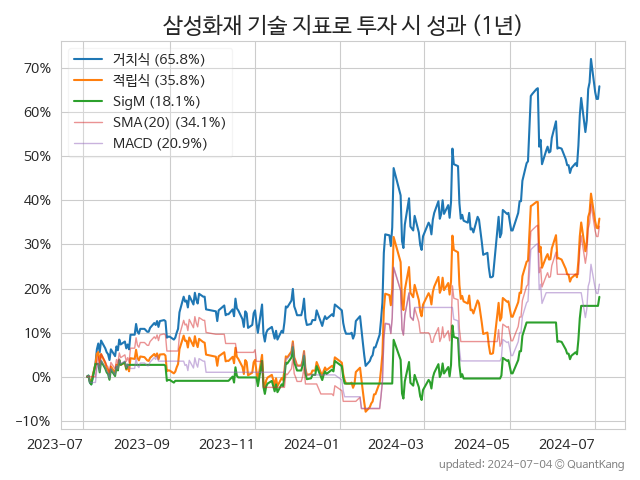 삼성화재 기술 지표로 투자 시 성과 (1년)
거치식 (65.8%)
적립식 (35.8%)
SigM (18.1%)
SMA(20) (34.1%)
MACD (20.9%)
70%
60%
50%
40%
30%
20%
10%
0%
−10%
2023-07 2023-09 2023-11 2024-01 2024-03 2024-05 2024-07
updated: 2024-07-04 © QuantKang